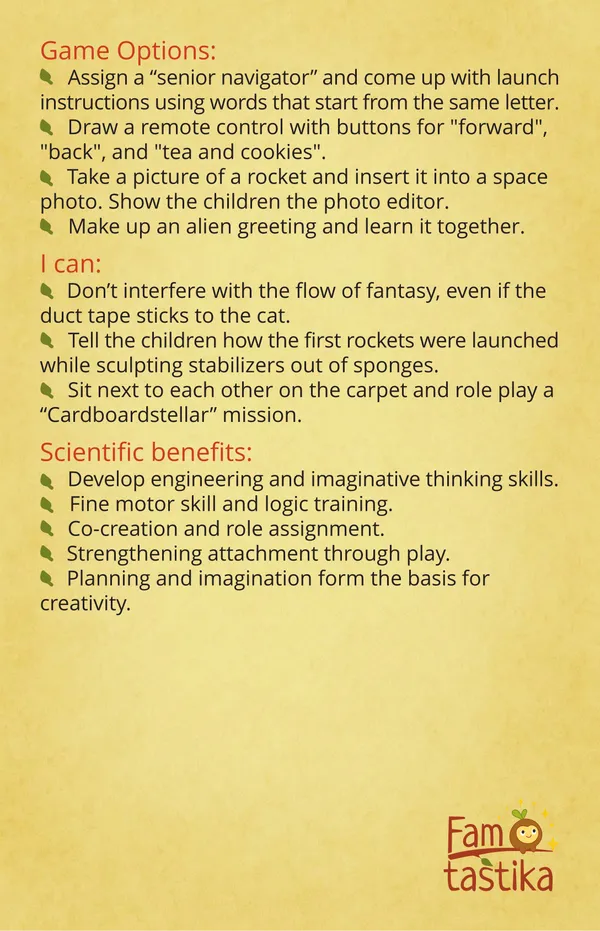 Game Options:
Assign a “senior navigator” and come up with launch
instructions using words that start from the same letter.
Draw a remote control with buttons for "forward",
"back", and "tea and cookies".
Take a picture of a rocket and insert it into a space
photo. Show the children the photo editor.
Make up an alien greeting and learn it together.
I can:
Don’t interfere with the flow of fantasy, even if the
duct tape sticks to the cat.
Tell the children how the first rockets were launched
while sculpting stabilizers out of sponges.
Sit next to each other on the carpet and role play a
“Cardboardstellar” mission.
Scientific benefits:
Develop engineering and imaginative thinking skills.
Fine motor skill and logic training.
Co-creation and role assignment.
Strengthening attachment through play.
Planning and imagination form the basis for
creativity.
Fam
tastika